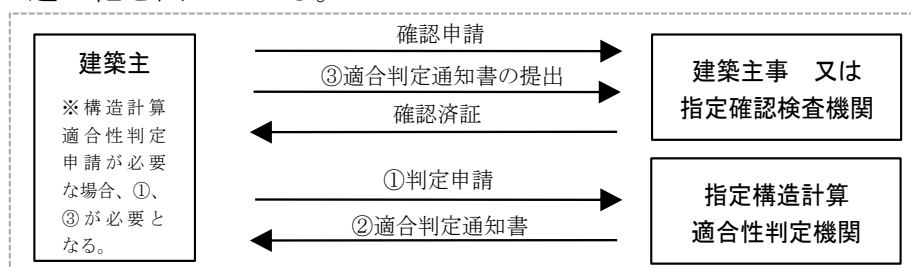 建築主
※構造計算
適合性判定
申請が必要
な場合、①、
③が必要と
なる。
確認申請
③適合判定通知書の提出
確認済証
建築主事　又は
指定確認検査機関
①判定申請
②適合判定通知書
指定構造計算
適合性判定機関